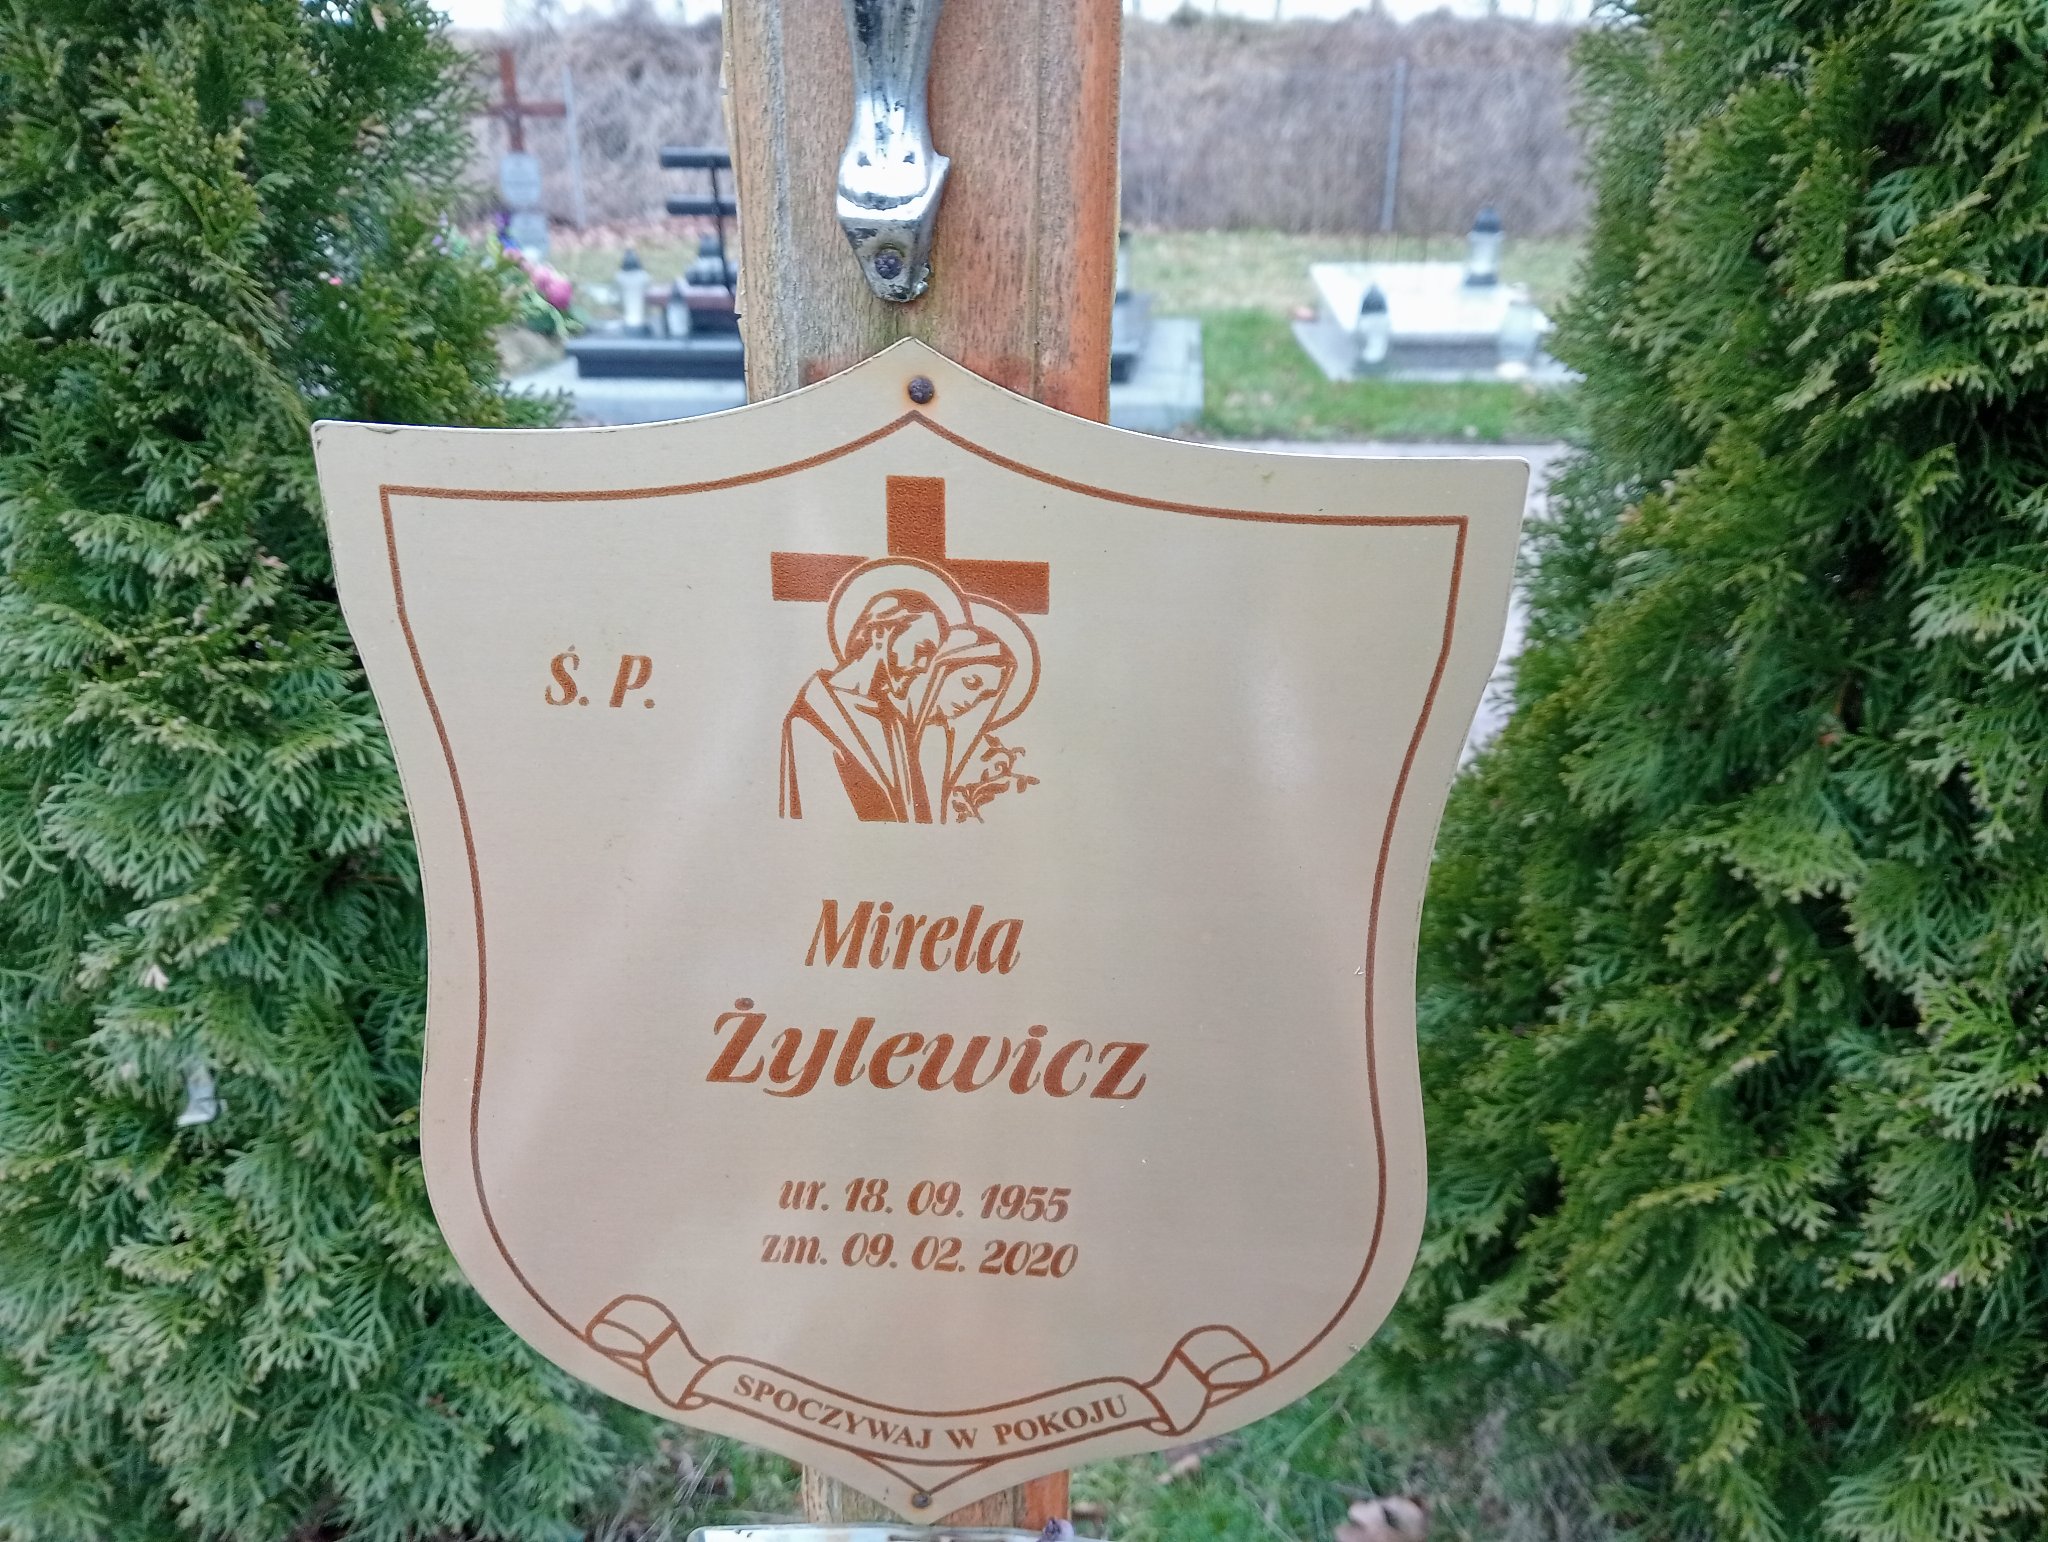 Ś. P.
Mirela
Żylewicz
ur. 18. 09. 1955
zm. 09. 02. 2020
SPOCZYWAJ W POKOJU